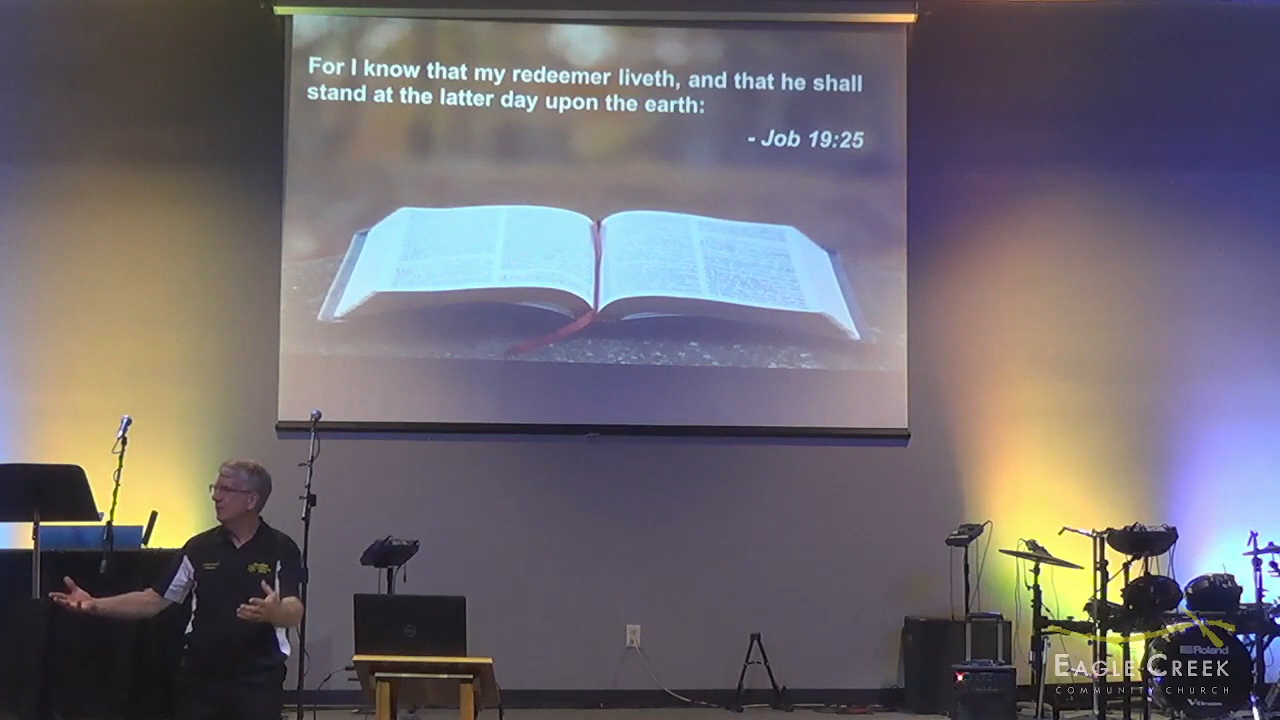 For I know that my redeemer liveth, and that he shall
stand at the latter day upon the earth:
- Job 19:25
Roland
EAGLE CREEK
COMMUNITY CHURCH
V-Drums